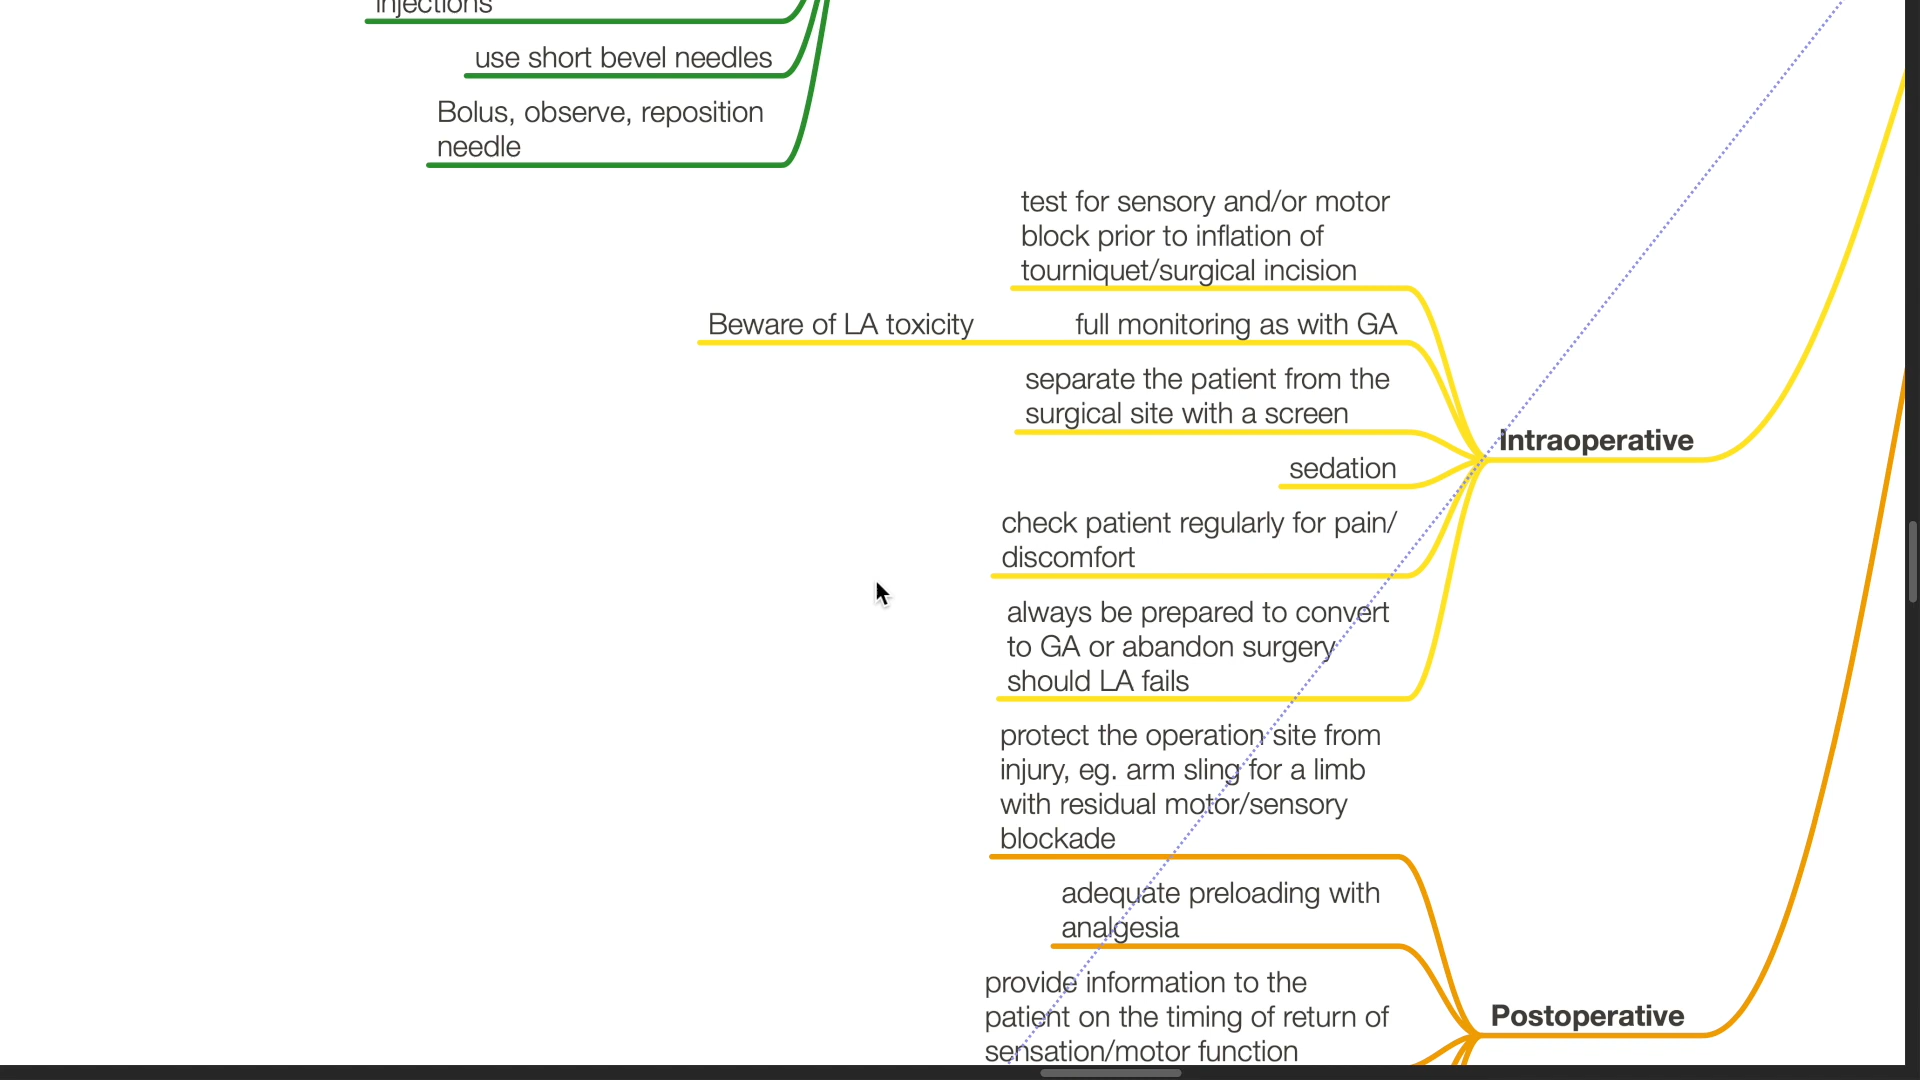 injections
use short bevel needles
Bolus, observe, reposition
needle
test for sensory and/or motor
block prior to inflation of
tourniquet/surgical incision
Beware of LA toxicity
full monitoring as with GA
separate the patient from the
surgical site with a screen
Intraoperative
sedation
check patient regularly for pain/
discomfort
always be prepared to convert
to GA or abandon surgery
should LA fails
protect the operation site from
injury, eg. arm sling for a limb
with residual motor/sensory
blockade
adequate preloading with
analgesia
provide information to the
patient on the timing of return of
sensation/motor function
Postoperative